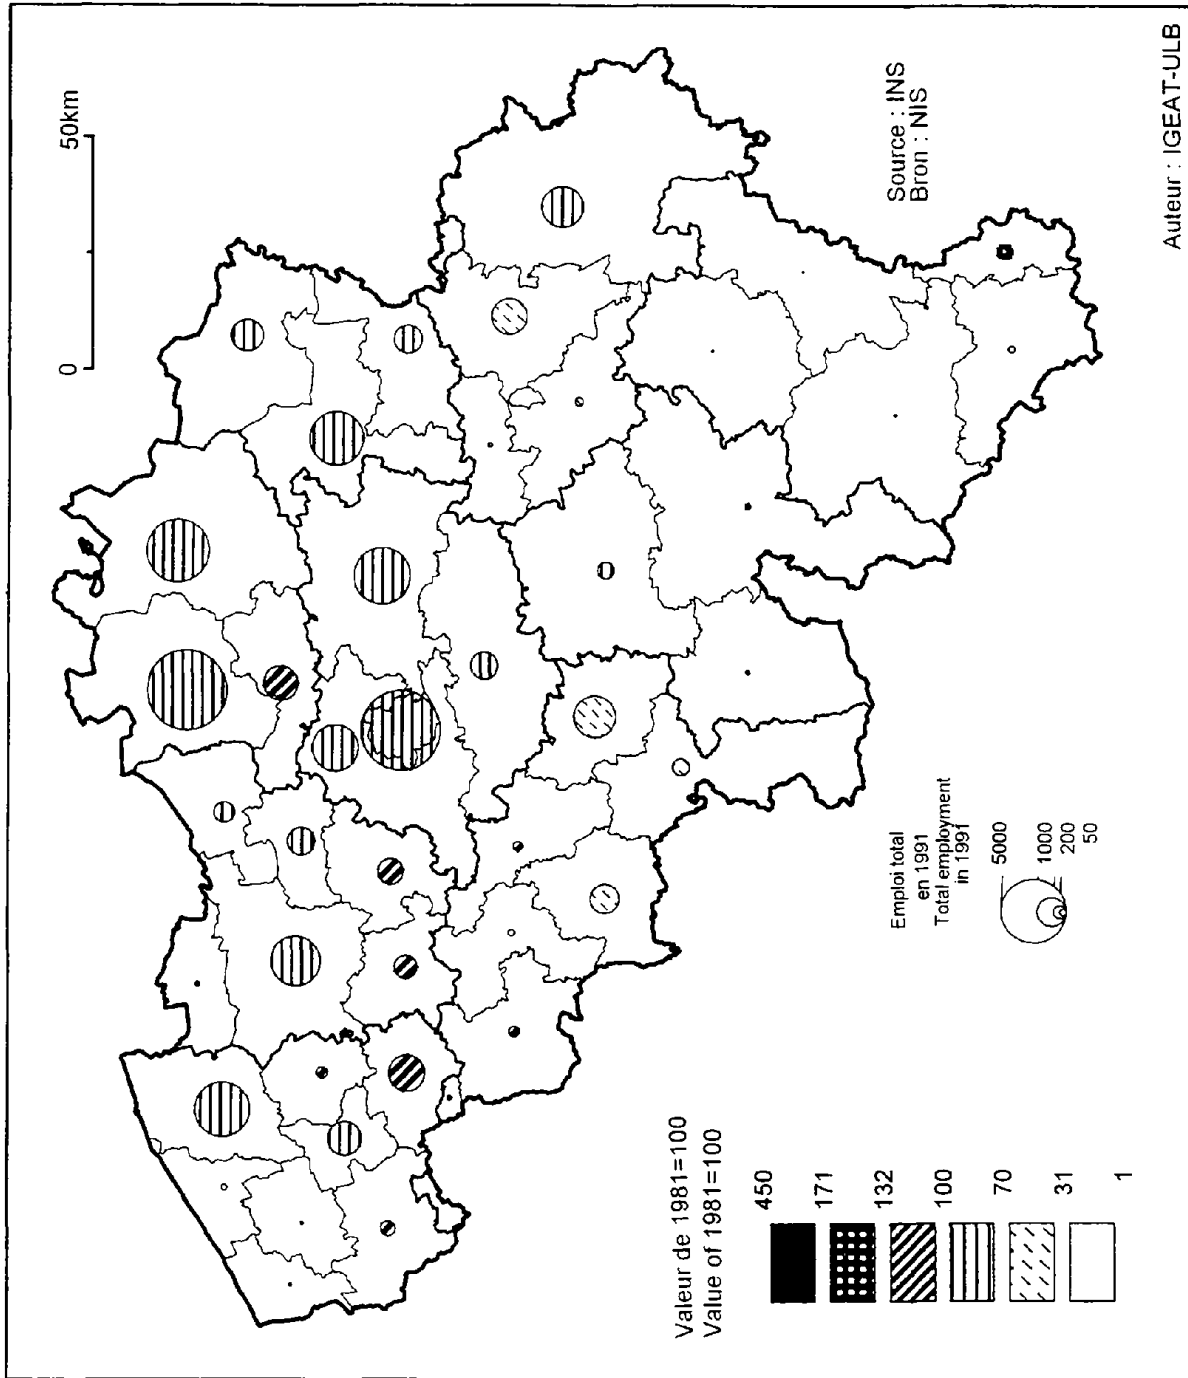 0 50km
Source : INS
Bron : NIS
Emploi total
en 1991
Total employment
in 1991
5000
1000
200
50
Valeur de 1981=100
Value of 1981=100
450
171
132
100
70
31
1
Auteur : IGEAT-ULB